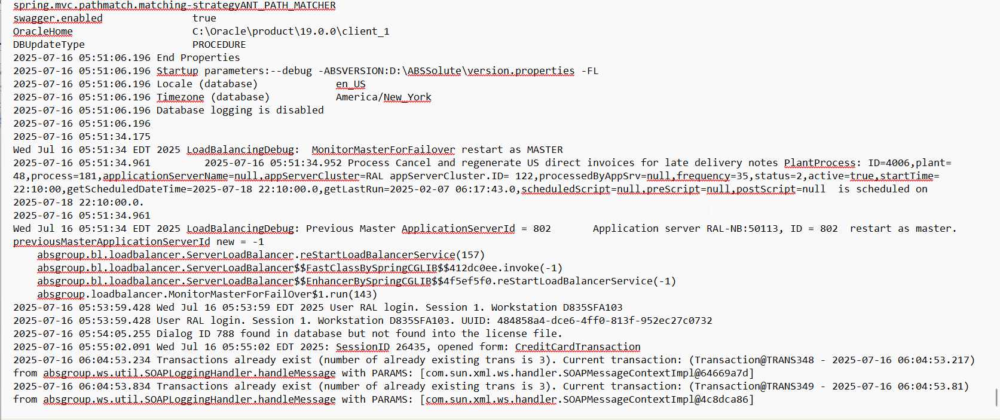 spring.mvc.pathmatch.matching-strategyANT_PATH_MATCHER
swagger.enabled               true
OracleHome                    C:\Oracle\product\19.0.0\client_1
DBUpdateType                  PROCEDURE
2025-07-16 05:51:06.196 End Properties
2025-07-16 05:51:06.196 Startup parameters:--debug -ABSVERSION:D:\ABSSolute\version.properties -FL
2025-07-16 05:51:06.196 Locale (database)             en_US
2025-07-16 05:51:06.196 Timezone (database)           America/New_York
2025-07-16 05:51:06.196 Database logging is disabled
2025-07-16 05:51:06.196
2025-07-16 05:51:34.175
Wed Jul 16 05:51:34 EDT 2025 LoadBalancingDebug:  MonitorMasterForFailover restart as MASTER
2025-07-16 05:51:34.961         2025-07-16 05:51:34.952 Process Cancel and regenerate US direct invoices for late delivery notes PlantProcess: ID=4006,plant=
48,process=181,applicationServerName=null,appServerCluster=RAL appServerCluster.ID= 122,processedByAppSrv=null,frequency=35,status=2,active=true,startTime=
22:10:00,getScheduledDateTime=2025-07-18 22:10:00.0,getLastRun=2025-02-07 06:17:43.0,scheduledScript=null,preScript=null,postScript=null  is scheduled on
2025-07-18 22:10:00.0.
2025-07-16 05:51:34.961
Wed Jul 16 05:51:34 EDT 2025 LoadBalancingDebug: Previous Master ApplicationServerId = 802       Application server RAL-NB:50113, ID = 802  restart as master.
previousMasterApplicationServerId new = -1
    absgroup.bl.loadbalancer.ServerLoadBalancer.reStartLoadBalancerService(157)
    absgroup.bl.loadbalancer.ServerLoadBalancer$$FastClassBySpringCGLIB$$412dc0ee.invoke(-1)
    absgroup.bl.loadbalancer.ServerLoadBalancer$$EnhancerBySpringCGLIB$$4f5ef5f0.reStartLoadBalancerService(-1)
    absgroup.loadbalancer.MonitorMasterForFailOver$1.run(143)
2025-07-16 05:53:59.428 Wed Jul 16 05:53:59 EDT 2025 User RAL login. Session 1. Workstation D835SFA103
2025-07-16 05:53:59.428 User RAL login. Session 1. Workstation D835SFA103. UUID: 484858a4-dce6-4ff0-813f-952ec27c0732
2025-07-16 05:54:05.255 Dialog ID 788 found in database but not found into the license file.
2025-07-16 05:55:02.091 Wed Jul 16 05:55:02 EDT 2025: SessionID 26435, opened form: CreditCardTransaction
2025-07-16 06:04:53.234 Transactions already exist (number of already existing trans is 3). Current transaction: (Transaction@TRANS348 - 2025-07-16 06:04:53.217)
from absgroup.ws.util.SOAPLoggingHandler.handleMessage with PARAMS: [com.sun.xml.ws.handler.SOAPMessageContextImpl@64669a7d]
2025-07-16 06:04:53.834 Transactions already exist (number of already existing trans is 3). Current transaction: (Transaction@TRANS349 - 2025-07-16 06:04:53.81)
from absgroup.ws.util.SOAPLoggingHandler.handleMessage with PARAMS: [com.sun.xml.ws.handler.SOAPMessageContextImpl@4c8dca86]